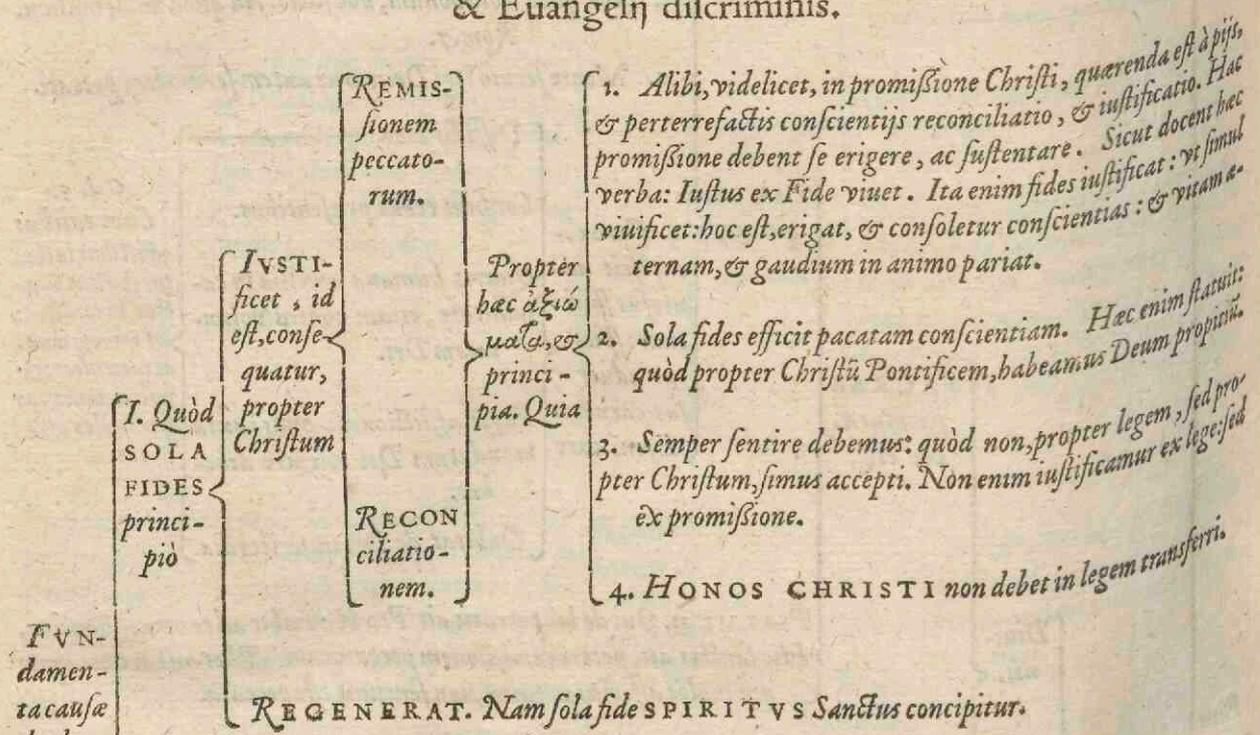 & Euangelij discriminis.
FVN-
damen-
ta causæ
I. Quòd
SOLA
FIDES
princi-
piò
IVSTI-
ficet, id
est, conse-
quatur,
propter
Christum
REMIS-
sionem
peccato-
rum.
RECON
ciliatio-
nem.
Propter
hæc ἀξιώ
ματα, &
princi-
pia. Quia
1. Alibi, videlicet, in promißione Christi, quærenda est à pijs,
& perterrefactis conscientijs reconciliatio, & iustificatio. Hac
promißione debent se erigere, ac sustentare. Sicut docent hæc
verba: Iustus ex Fide viuet. Ita enim fides iustificat: vt simul
viuificet: hoc est, erigat, & consoletur conscientias: & vitam æ-
ternam, & gaudium in animo pariat.
2. Sola fides efficit pacatam conscientiam. Hæc enim statuit:
quòd propter Christũ Pontificem, habeamus Deum propitiũ.
3. Semper sentire debemus: quòd non, propter legem, sed pro-
pter Christum, simus accepti. Non enim iustificamur ex lege: sed
ex promißione.
4. HONOS CHRISTI non debet in legem transferri.
REGENERAT. Nam sola fide SPIRITVS Sanctus concipitur.